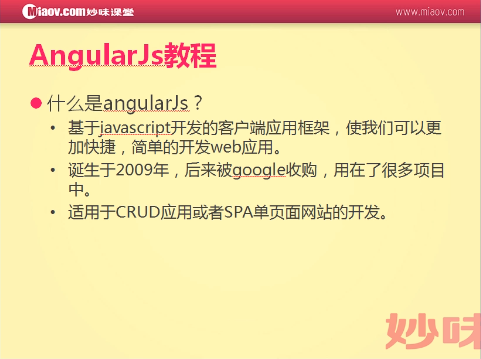 Miaov.com妙味课堂
www.miaov.com
AngularJs教程
什么是angularJs？
基于javascript开发的客户端应用框架，使我们可以更
加快捷，简单的开发web应用。
诞生于2009年，后来被google收购，用在了很多项目
中。
适用于CRUD应用或者SPA单页面网站的开发。
妙味